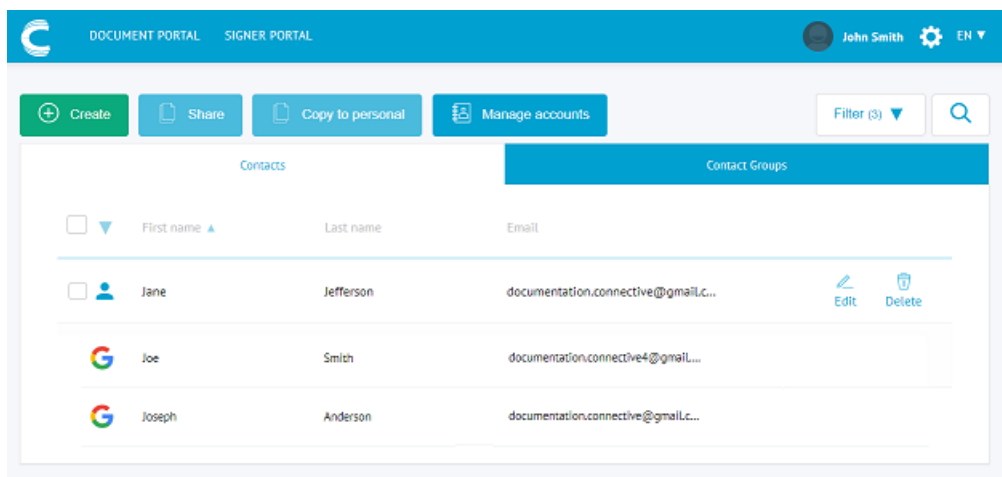 DOCUMENT PORTAL SIGNER PORTAL John Smith EN ▼
Create Share Copy to personal Manage accounts Filter (3) ▼
Contacts Contact Groups
▼ First name ▲ Last name Email
Jane Jefferson documentation.connective@gmail.c... Edit Delete
Joe Smith documentation.connective4@gmail....
Joseph Anderson documentation.connective@gmail.c...